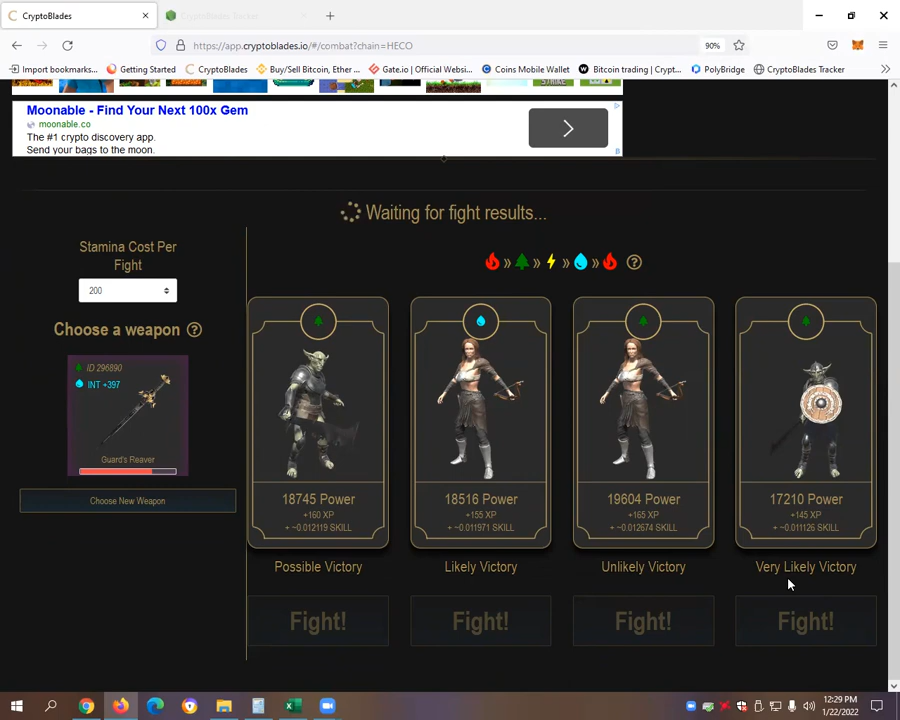 CryptoBlades
CryptoBlades Tracker
https://app.cryptoblades.io/#/combat?chain=HECO
90%
Import bookmarks...
Getting Started
CryptoBlades
Buy/Sell Bitcoin, Ether ...
Gate.io | Official Websi...
Coins Mobile Wallet
Bitcoin trading | Crypt...
PolyBridge
CryptoBlades Tracker
Moonable - Find Your Next 100x Gem
moonable.co
The #1 crypto discovery app.
Send your bags to the moon.
Waiting for fight results...
Stamina Cost Per
Fight
200
Choose a weapon
ID 296890
INT +397
Guard's Reaver
Choose New Weapon
18745 Power
+160 XP
+ ~0.012119 SKILL
Possible Victory
Fight!
18516 Power
+155 XP
+ ~0.011971 SKILL
Likely Victory
Fight!
19604 Power
+165 XP
+ ~0.012674 SKILL
Unlikely Victory
Fight!
17210 Power
+145 XP
+ ~0.011126 SKILL
Very Likely Victory
Fight!
12:29 PM
1/22/2022